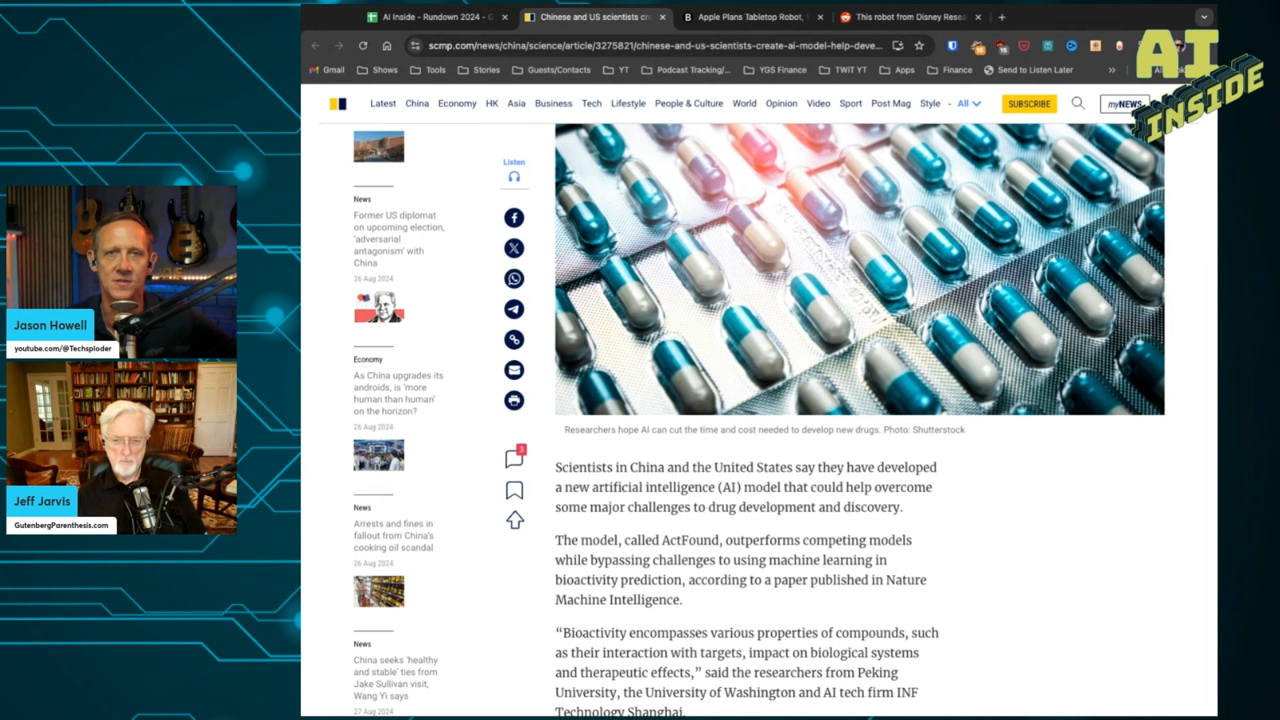 AI Inside - Rundown 2024 - G
Chinese and US scientists cre
Apple Plans Tabletop Robot,
This robot from Disney Resea
scmp.com/news/china/science/article/3275821/chinese-and-us-scientists-create-ai-model-help-deve...
Gmail Shows Tools Stories Guests/Contacts YT Podcast Tracking/... YGS Finance TWiT YT Apps Finance Send to Listen Later
AI
INSIDE
Latest China Economy HK Asia Business Tech Lifestyle People & Culture World Opinion Video Sport Post Mag Style - All SUBSCRIBE myNEWS
News
Former US diplomat
on upcoming election,
'adversarial
antagonism' with
China
26 Aug 2024
Economy
As China upgrades its
androids, is 'more
human than human'
on the horizon?
26 Aug 2024
News
Arrests and fines in
fallout from China's
cooking oil scandal
26 Aug 2024
News
China seeks 'healthy
and stable' ties from
Jake Sullivan visit,
Wang Yi says
27 Aug 2024
Listen
3
Researchers hope AI can cut the time and cost needed to develop new drugs. Photo: Shutterstock
Scientists in China and the United States say they have developed
a new artificial intelligence (AI) model that could help overcome
some major challenges to drug development and discovery.
The model, called ActFound, outperforms competing models
while bypassing challenges to using machine learning in
bioactivity prediction, according to a paper published in Nature
Machine Intelligence.
“Bioactivity encompasses various properties of compounds, such
as their interaction with targets, impact on biological systems
and therapeutic effects,” said the researchers from Peking
University, the University of Washington and AI tech firm INF
Technology Shanghai.
Jason Howell
youtube.com/@Techsploder
Jeff Jarvis
GutenbergParenthesis.com